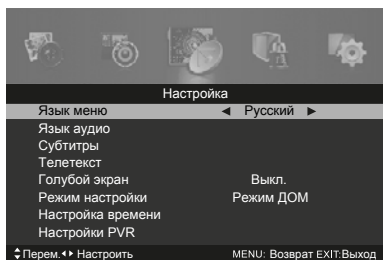 Настройка
Язык меню ◄ Русский ►
Язык аудио
Субтитры
Телетекст
Голубой экран Выкл.
Режим настройки Режим ДОМ
Настройка времени
Настройки PVR
Перем. Настроить MENU: Возврат EXIT:Выход